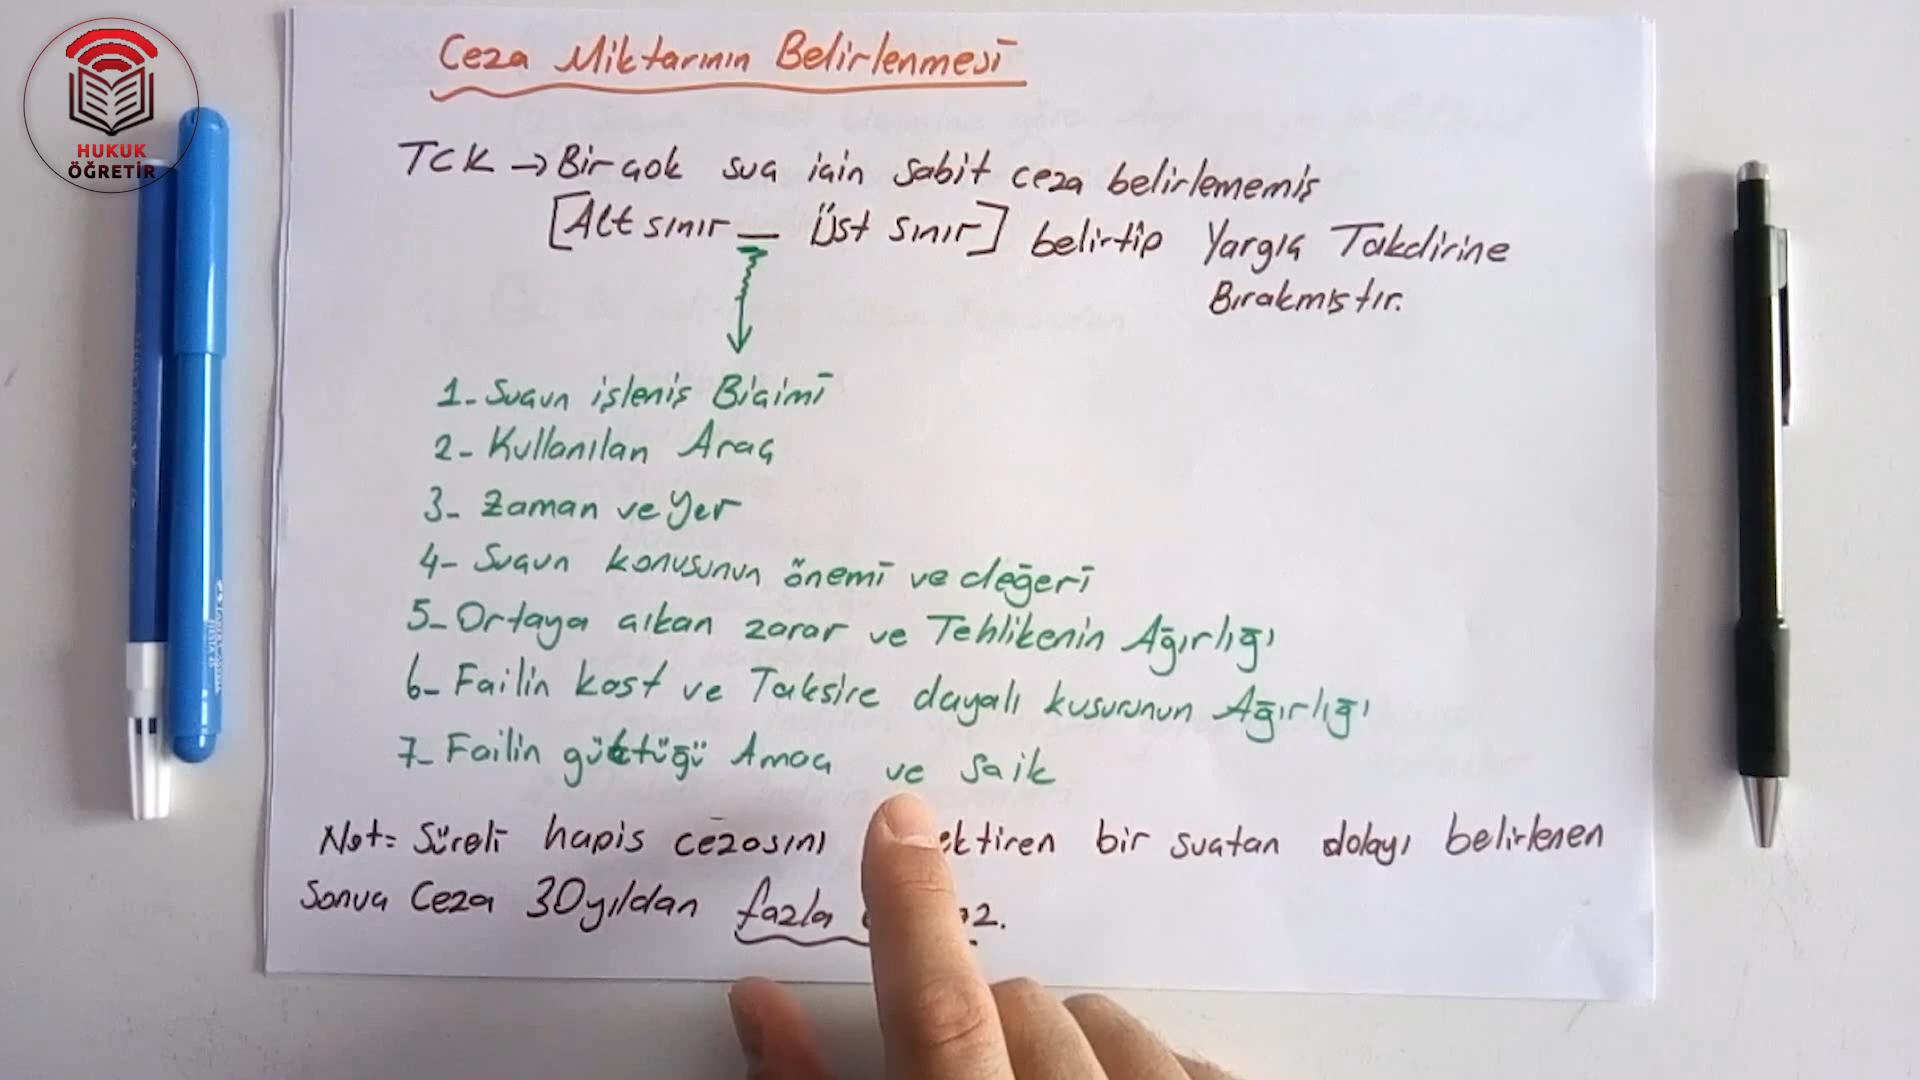 HUKUK
ÖĞRETİR
Ceza Miktarının Belirlenmesi
TCK → Bir çok suç için sabit ceza belirlememiş
[Alt sınır — Üst sınır] belirtip Yargıç Takdirine
Bırakmıştır.
1- Suçun işleniş Biçimi
2- Kullanılan Araç
3- Zaman ve Yer
4- Suçun konusunun önemi ve değeri
5- Ortaya çıkan zarar ve Tehlikenin Ağırlığı
6- Failin kast ve Taksire dayalı kusurunun Ağırlığı
7- Failin güttüğü Amaç ve saik
Not= Süreli hapis cezasını ektiren bir suçtan dolayı belirlenen
Sonuç Ceza 30 yıldan fazla